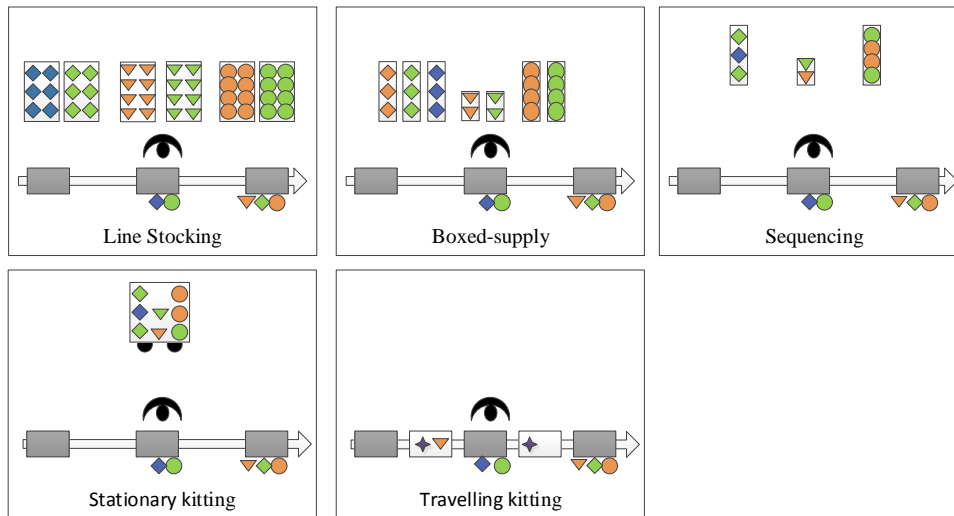 Line Stocking
Boxed-supply
Sequencing
Stationary kitting
Travelling kitting